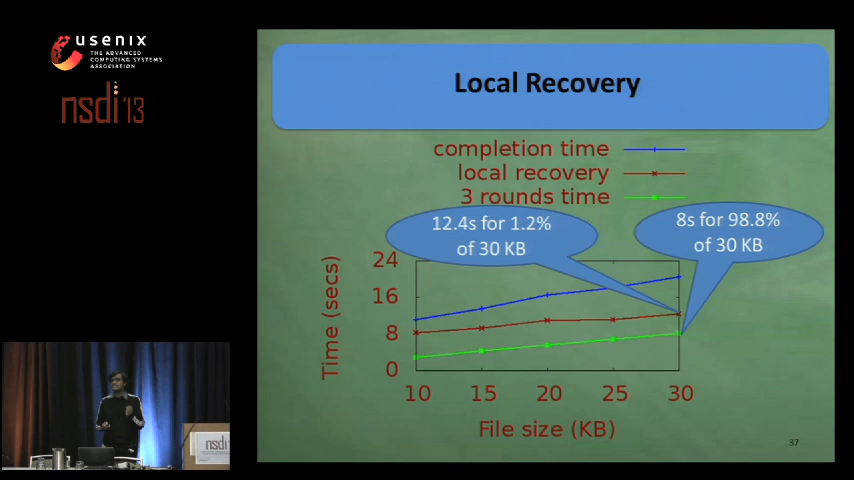 usenix
THE ADVANCED
COMPUTING SYSTEMS
ASSOCIATION
nsdi '13
Local Recovery
completion time
local recovery
3 rounds time
12.4s for 1.2%
of 30 KB
8s for 98.8%
of 30 KB
Time (secs)
24
16
8
0
10 15 20 25 30
File size (KB)
37
nsdi